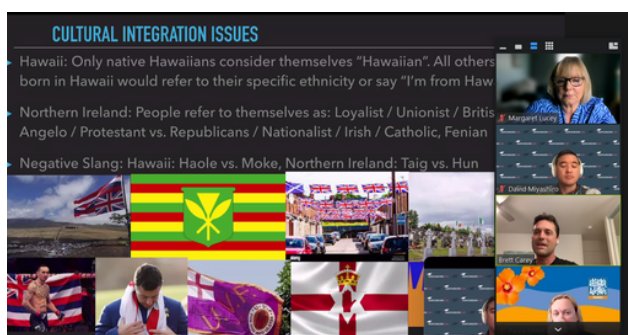 CULTURAL INTEGRATION ISSUES
Hawaii: Only native Hawaiians consider themselves "Hawaiian". All others
born in Hawaii would refer to their specific ethnicity or say "I'm from Haw
Northern Ireland: People refer to themselves as: Loyalist / Unionist / Britis
Angelo / Protestant vs. Republicans / Nationalist / Irish / Catholic, Fenian
Negative Slang: Hawaii: Haole vs. Moke, Northern Ireland: Taig vs. Hun
Margaret Lucey
David Miyashiro
Brett Carey